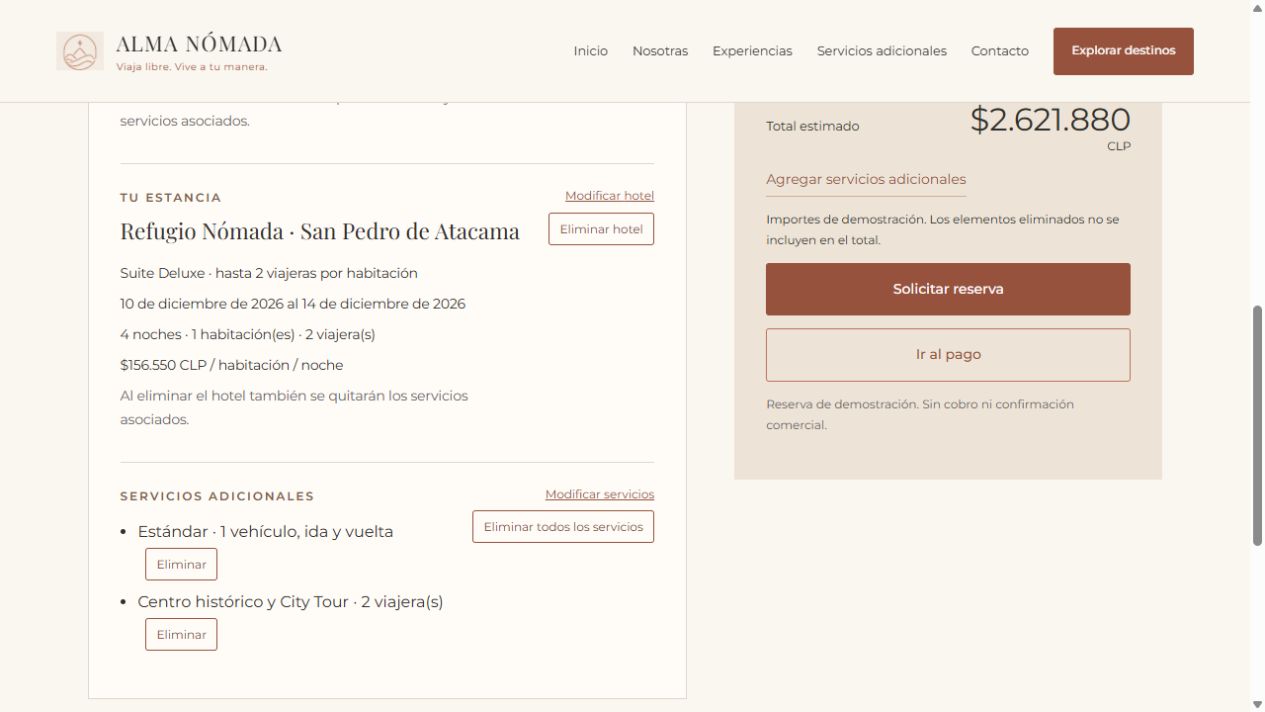 ALMA NÓMADA
Viaja libre. Vive a tu manera.
Inicio
Nosotras
Experiencias
Servicios adicionales
Contacto
Explorar destinos
servicios asociados.
TU ESTANCIA
Modificar hotel
Refugio Nómada · San Pedro de Atacama
Eliminar hotel
Suite Deluxe · hasta 2 viajeras por habitación
10 de diciembre de 2026 al 14 de diciembre de 2026
4 noches · 1 habitación(es) · 2 viajera(s)
$156.550 CLP / habitación / noche
Al eliminar el hotel también se quitarán los servicios
asociados.
SERVICIOS ADICIONALES
Modificar servicios
Eliminar todos los servicios
• Estándar · 1 vehículo, ida y vuelta
Eliminar
• Centro histórico y City Tour · 2 viajera(s)
Eliminar
Total estimado
$2.621.880
CLP
Agregar servicios adicionales
Importes de demostración. Los elementos eliminados no se
incluyen en el total.
Solicitar reserva
Ir al pago
Reserva de demostración. Sin cobro ni confirmación
comercial.